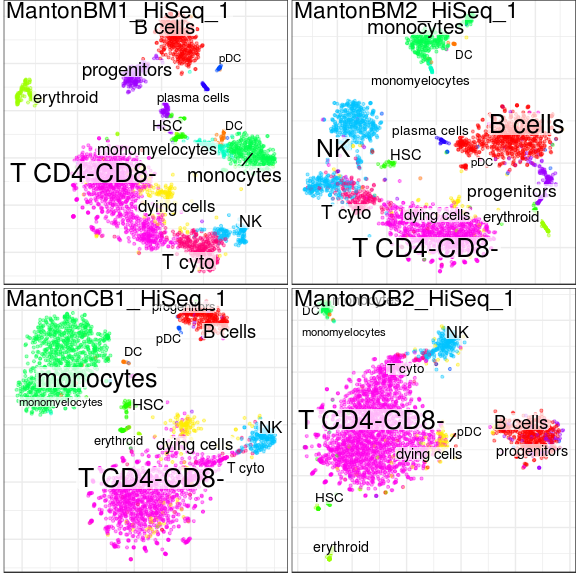 MantonBM1_HiSeq_1
B cells
pDC
progenitors
erythroid
plasma cells
HSC
DC
monomyelocytes
T CD4-CD8-
monocytes
dying cells
NK
T cyto
MantonBM2_HiSeq_1
monocytes
DC
monomyelocytes
plasma cells
B cells
NK
HSC
pDC
progenitors
T cyto
dying cells
erythroid
T CD4-CD8-
MantonCB1_HiSeq_1
progenitors
pDC
B cells
DC
monocytes
monomyelocytes
HSC
erythroid
dying cells
NK
T cyto
T CD4-CD8-
MantonCB2_HiSeq_1
monocytes
DC
monomyelocytes
NK
T cyto
T CD4-CD8-
B cells
pDC
dying cells
progenitors
HSC
erythroid